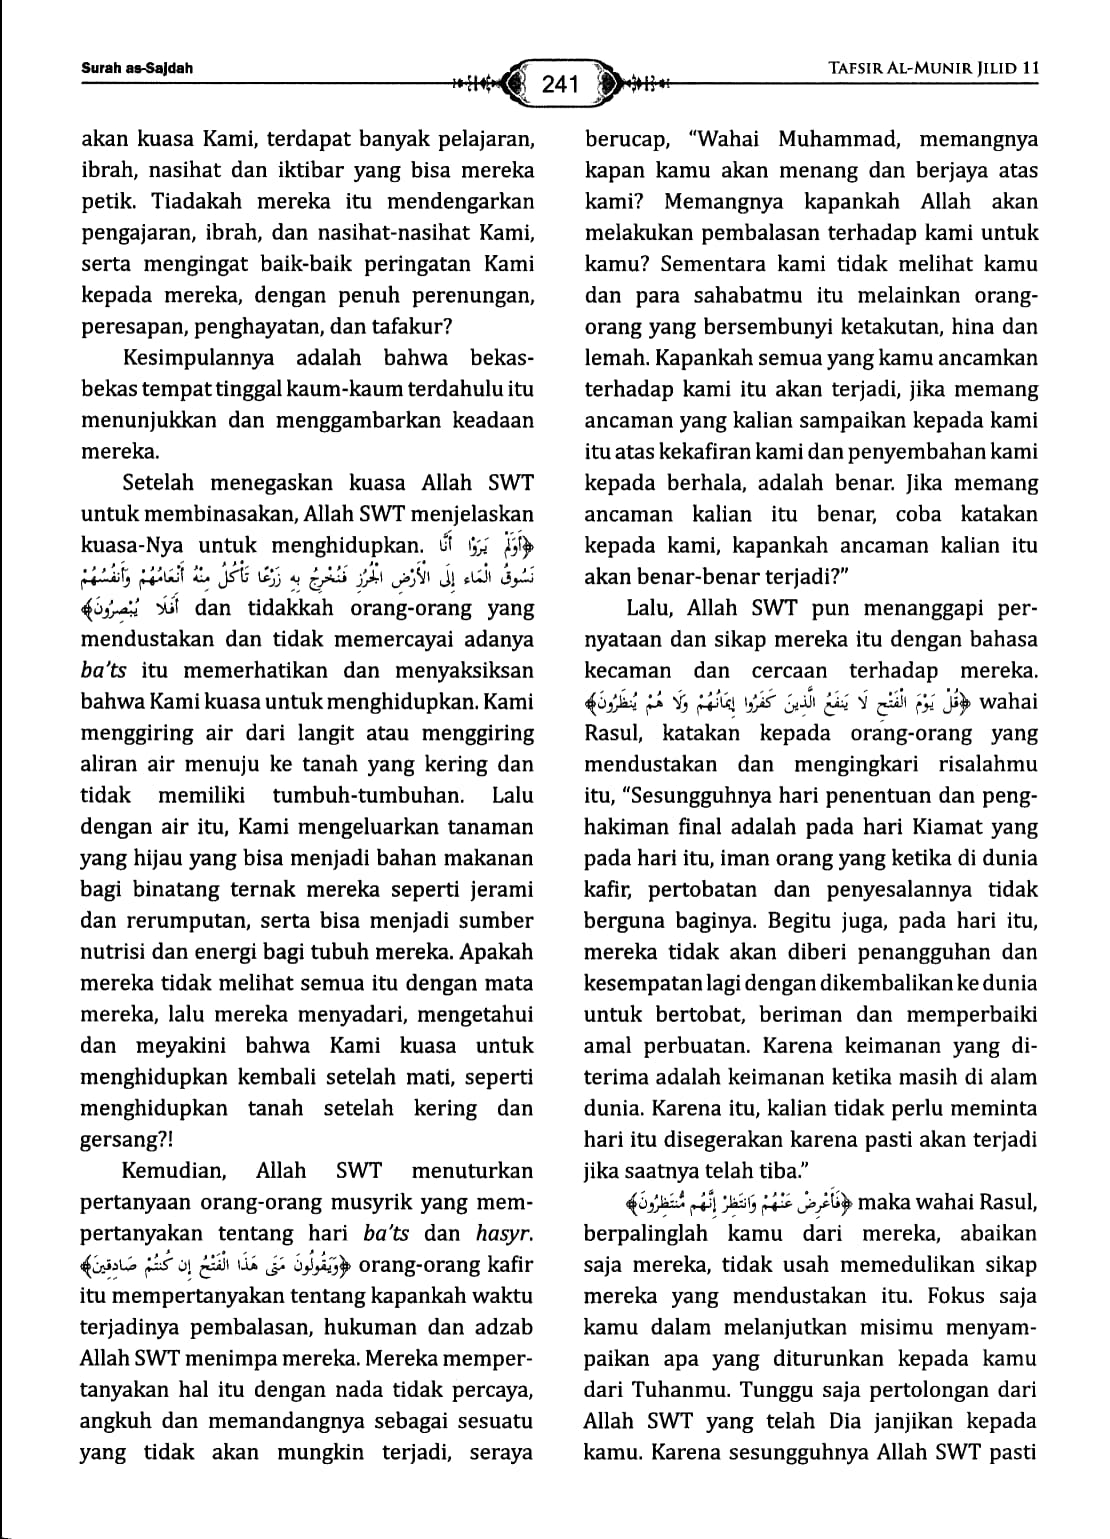 Surah as-Sajdah
241
TAFSIR AL-MUNIR JILID 11
akan kuasa Kami, terdapat banyak pelajaran,
ibrah, nasihat dan iktibar yang bisa mereka
petik. Tiadakah mereka itu mendengarkan
pengajaran, ibrah, dan nasihat-nasihat Kami,
serta mengingat baik-baik peringatan Kami
kepada mereka, dengan penuh perenungan,
peresapan, penghayatan, dan tafakur?
Kesimpulannya adalah bahwa bekas-
bekas tempat tinggal kaum-kaum terdahulu itu
menunjukkan dan menggambarkan keadaan
mereka.
Setelah menegaskan kuasa Allah SWT
untuk membinasakan, Allah SWT menjelaskan
kuasa-Nya untuk menghidupkan. ﴿أَوَلَمْ يَرَوْا أَنَّا
نَسُوقُ الْمَاءَ إِلَى الْأَرْضِ الْجُرُزِ فَنُخْرِجُ بِهِ زَرْعًا تَأْكُلُ مِنْهُ أَنْعَامُهُمْ وَأَنفُسُهُمْ
أَفَلَا يُبْصِرُونَ﴾ dan tidakkah orang-orang yang
mendustakan dan tidak memercayai adanya
ba’ts itu memerhatikan dan menyaksiksan
bahwa Kami kuasa untuk menghidupkan. Kami
menggiring air dari langit atau menggiring
aliran air menuju ke tanah yang kering dan
tidak memiliki tumbuh-tumbuhan. Lalu
dengan air itu, Kami mengeluarkan tanaman
yang hijau yang bisa menjadi bahan makanan
bagi binatang ternak mereka seperti jerami
dan rerumputan, serta bisa menjadi sumber
nutrisi dan energi bagi tubuh mereka. Apakah
mereka tidak melihat semua itu dengan mata
mereka, lalu mereka menyadari, mengetahui
dan meyakini bahwa Kami kuasa untuk
menghidupkan kembali setelah mati, seperti
menghidupkan tanah setelah kering dan
gersang?!
Kemudian, Allah SWT menuturkan
pertanyaan orang-orang musyrik yang mem-
pertanyakan tentang hari ba’ts dan hasyr.
﴿وَيَقُولُونَ مَتَى هَذَا الْفَتْحُ إِن كُنتُمْ صَادِقِينَ﴾ orang-orang kafir
itu mempertanyakan tentang kapankah waktu
terjadinya pembalasan, hukuman dan adzab
Allah SWT menimpa mereka. Mereka memper-
tanyakan hal itu dengan nada tidak percaya,
angkuh dan memandangnya sebagai sesuatu
yang tidak akan mungkin terjadi, seraya
berucap, “Wahai Muhammad, memangnya
kapan kamu akan menang dan berjaya atas
kami? Memangnya kapankah Allah akan
melakukan pembalasan terhadap kami untuk
kamu? Sementara kami tidak melihat kamu
dan para sahabatmu itu melainkan orang-
orang yang bersembunyi ketakutan, hina dan
lemah. Kapankah semua yang kamu ancamkan
terhadap kami itu akan terjadi, jika memang
ancaman yang kalian sampaikan kepada kami
itu atas kekafiran kami dan penyembahan kami
kepada berhala, adalah benar. Jika memang
ancaman kalian itu benar, coba katakan
kepada kami, kapankah ancaman kalian itu
akan benar-benar terjadi?”
Lalu, Allah SWT pun menanggapi per-
nyataan dan sikap mereka itu dengan bahasa
kecaman dan cercaan terhadap mereka.
﴿قُلْ يَوْمَ الْفَتْحِ لَا يَنفَعُ الَّذِينَ كَفَرُوا إِيمَانُهُمْ وَلَا هُمْ يُنظَرُونَ﴾ wahai
Rasul, katakan kepada orang-orang yang
mendustakan dan mengingkari risalahmu
itu, “Sesungguhnya hari penentuan dan peng-
hakiman final adalah pada hari Kiamat yang
pada hari itu, iman orang yang ketika di dunia
kafir, pertobatan dan penyesalannya tidak
berguna baginya. Begitu juga, pada hari itu,
mereka tidak akan diberi penangguhan dan
kesempatan lagi dengan dikembalikan ke dunia
untuk bertobat, beriman dan memperbaiki
amal perbuatan. Karena keimanan yang di-
terima adalah keimanan ketika masih di alam
dunia. Karena itu, kalian tidak perlu meminta
hari itu disegerakan karena pasti akan terjadi
jika saatnya telah tiba.”
﴿فَأَعْرِضْ عَنْهُمْ وَانتَظِرْ إِنَّهُم مُّنتَظِرُونَ﴾ maka wahai Rasul,
berpalinglah kamu dari mereka, abaikan
saja mereka, tidak usah memedulikan sikap
mereka yang mendustakan itu. Fokus saja
kamu dalam melanjutkan misimu menyam-
paikan apa yang diturunkan kepada kamu
dari Tuhanmu. Tunggu saja pertolongan dari
Allah SWT yang telah Dia janjikan kepada
kamu. Karena sesungguhnya Allah SWT pasti